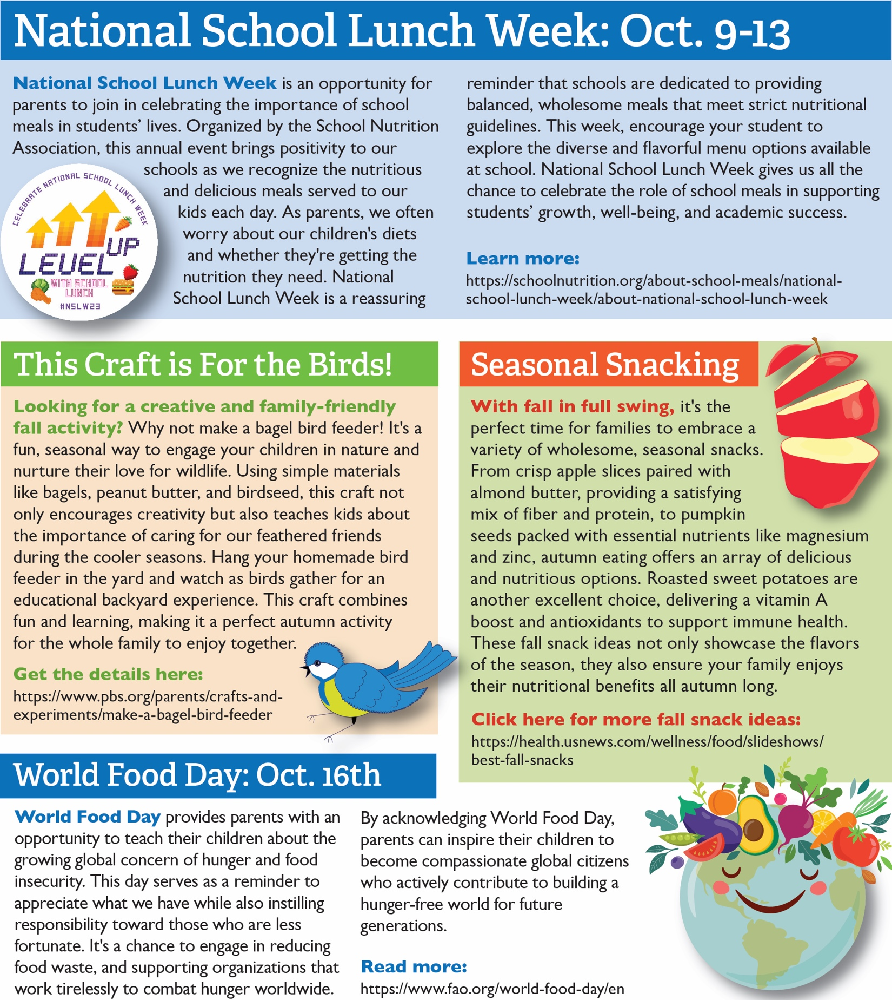 National School Lunch Week: Oct. 9-13
National School Lunch Week is an opportunity for
parents to join in celebrating the importance of school
meals in students’ lives. Organized by the School Nutrition
Association, this annual event brings positivity to our
schools as we recognize the nutritious
and delicious meals served to our
kids each day. As parents, we often
worry about our children's diets
and whether they're getting the
nutrition they need. National
School Lunch Week is a reassuring
CELEBRATE NATIONAL SCHOOL LUNCH WEEK
LEVEL UP
WITH SCHOOL
LUNCH
#NSLW23
reminder that schools are dedicated to providing
balanced, wholesome meals that meet strict nutritional
guidelines. This week, encourage your student to
explore the diverse and flavorful menu options available
at school. National School Lunch Week gives us all the
chance to celebrate the role of school meals in supporting
students’ growth, well-being, and academic success.
Learn more:
https://schoolnutrition.org/about-school-meals/national-
school-lunch-week/about-national-school-lunch-week
This Craft is For the Birds!
Looking for a creative and family-friendly
fall activity? Why not make a bagel bird feeder! It's a
fun, seasonal way to engage your children in nature and
nurture their love for wildlife. Using simple materials
like bagels, peanut butter, and birdseed, this craft not
only encourages creativity but also teaches kids about
the importance of caring for our feathered friends
during the cooler seasons. Hang your homemade bird
feeder in the yard and watch as birds gather for an
educational backyard experience. This craft combines
fun and learning, making it a perfect autumn activity
for the whole family to enjoy together.
Get the details here:
https://www.pbs.org/parents/crafts-and-
experiments/make-a-bagel-bird-feeder
Seasonal Snacking
With fall in full swing, it's the
perfect time for families to embrace a
variety of wholesome, seasonal snacks.
From crisp apple slices paired with
almond butter, providing a satisfying
mix of fiber and protein, to pumpkin
seeds packed with essential nutrients like magnesium
and zinc, autumn eating offers an array of delicious
and nutritious options. Roasted sweet potatoes are
another excellent choice, delivering a vitamin A
boost and antioxidants to support immune health.
These fall snack ideas not only showcase the flavors
of the season, they also ensure your family enjoys
their nutritional benefits all autumn long.
Click here for more fall snack ideas:
https://health.usnews.com/wellness/food/slideshows/
best-fall-snacks
World Food Day: Oct. 16th
World Food Day provides parents with an
opportunity to teach their children about the
growing global concern of hunger and food
insecurity. This day serves as a reminder to
appreciate what we have while also instilling
responsibility toward those who are less
fortunate. It's a chance to engage in reducing
food waste, and supporting organizations that
work tirelessly to combat hunger worldwide.
By acknowledging World Food Day,
parents can inspire their children to
become compassionate global citizens
who actively contribute to building a
hunger-free world for future
generations.
Read more:
https://www.fao.org/world-food-day/en